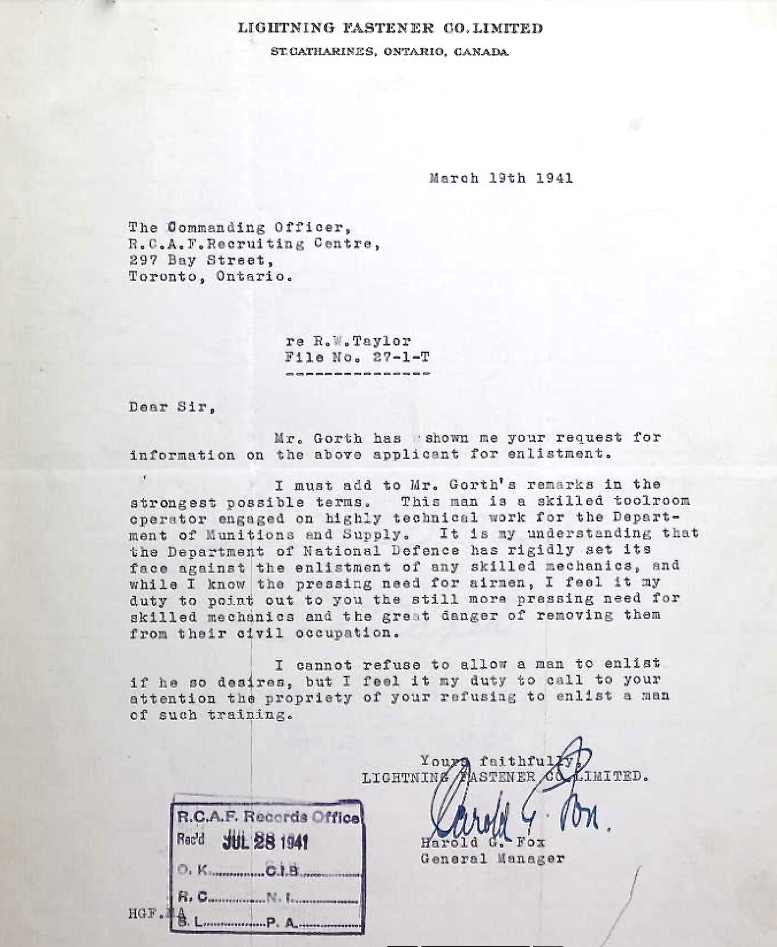 LIGHTNING FASTENER CO. LIMITED
ST. CATHARINES, ONTARIO, CANADA
March 19th 1941
The Commanding Officer,
R.C.A.F.Recruiting Centre,
297 Bay Street,
Toronto, Ontario.
re R.W.Taylor
File No. 27-1-T
---------------
Dear Sir,
Mr. Gorth has shown me your request for
information on the above applicant for enlistment.
I must add to Mr. Gorth's remarks in the
strongest possible terms. This man is a skilled toolroom
operator engaged on highly technical work for the Depart-
ment of Munitions and Supply. It is my understanding that
the Department of National Defence has rigidly set its
face against the enlistment of any skilled mechanics, and
while I know the pressing need for airmen, I feel it my
duty to point out to you the still more pressing need for
skilled mechanics and the great danger of removing them
from their civil occupation.
I cannot refuse to allow a man to enlist
if he so desires, but I feel it my duty to call to your
attention the propriety of your refusing to enlist a man
of such training.
Yours faithfully,
LIGHTNING FASTENER CO. LIMITED.
Harold G. Fox.
Harold G. Fox
General Manager
R.C.A.F. Records Office
Rec'd JUL 28 1941
O. K............C.I.B............
R. C............N. I............
S. L............P. A............
HGF.